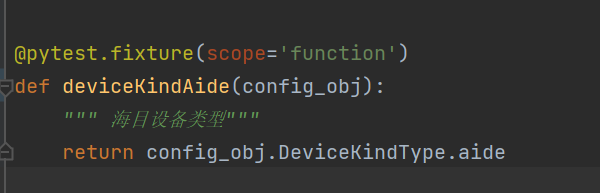 @pytest.fixture(scope='function')
def deviceKindAide(config_obj):
    """ 海目设备类型"""
    return config_obj.DeviceKindType.aide